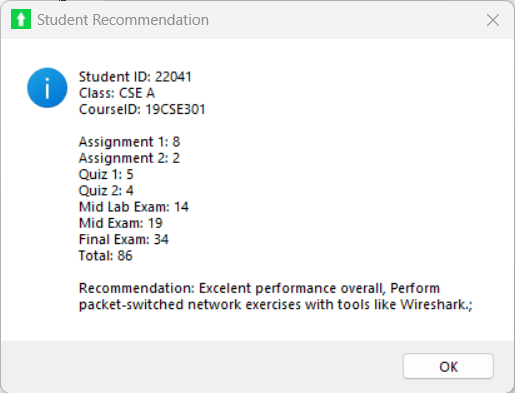 Student Recommendation
Student ID: 22041
Class: CSE A
CourseID: 19CSE301
Assignment 1: 8
Assignment 2: 2
Quiz 1: 5
Quiz 2: 4
Mid Lab Exam: 14
Mid Exam: 19
Final Exam: 34
Total: 86
Recommendation: Excelent performance overall, Perform
packet-switched network exercises with tools like Wireshark.;
OK